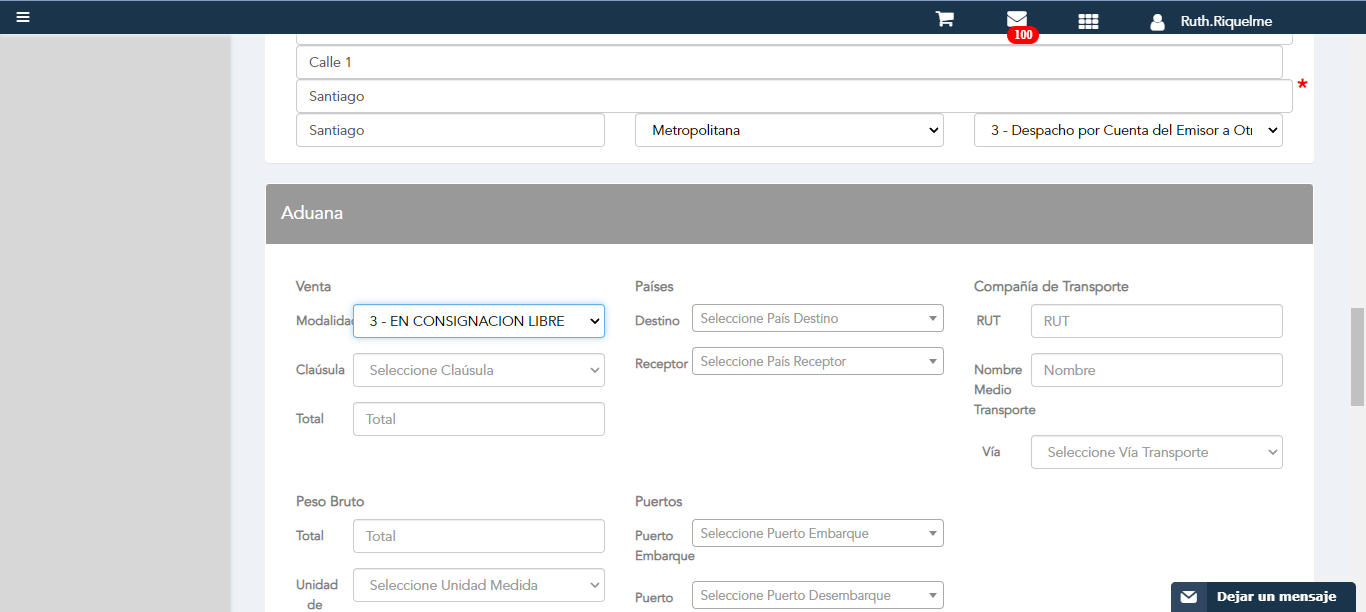 Ruth.Riquelme
100
Calle 1
Santiago
*
Santiago
Metropolitana
3 - Despacho por Cuenta del Emisor a Otr
Aduana
Venta
Países
Compañía de Transporte
Modalidad
3 - EN CONSIGNACION LIBRE
Destino
Seleccione País Destino
RUT
RUT
Claúsula
Seleccione Claúsula
Receptor
Seleccione País Receptor
Nombre
Medio
Transporte
Nombre
Total
Total
Vía
Seleccione Vía Transporte
Peso Bruto
Puertos
Total
Total
Puerto
Embarque
Seleccione Puerto Embarque
Unidad
de
Seleccione Unidad Medida
Puerto
Seleccione Puerto Desembarque
Dejar un mensaje